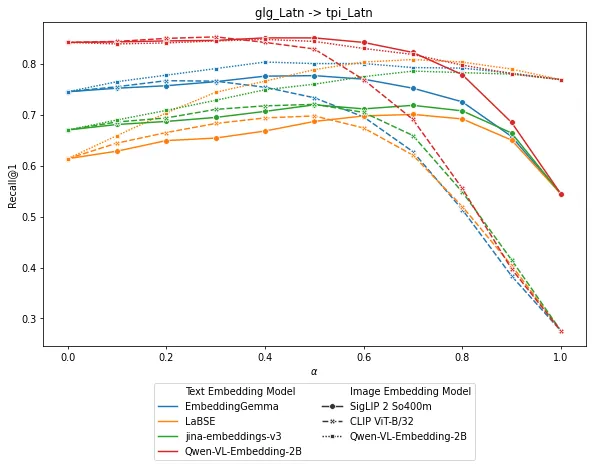 glg_Latn -> tpi_Latn
Recall@1
0.8
0.7
0.6
0.5
0.4
0.3
0.0 0.2 0.4 0.6 0.8 1.0
α
Text Embedding Model Image Embedding Model
EmbeddingGemma SigLIP 2 So400m
LaBSE CLIP ViT-B/32
jina-embeddings-v3 Qwen-VL-Embedding-2B
Qwen-VL-Embedding-2B